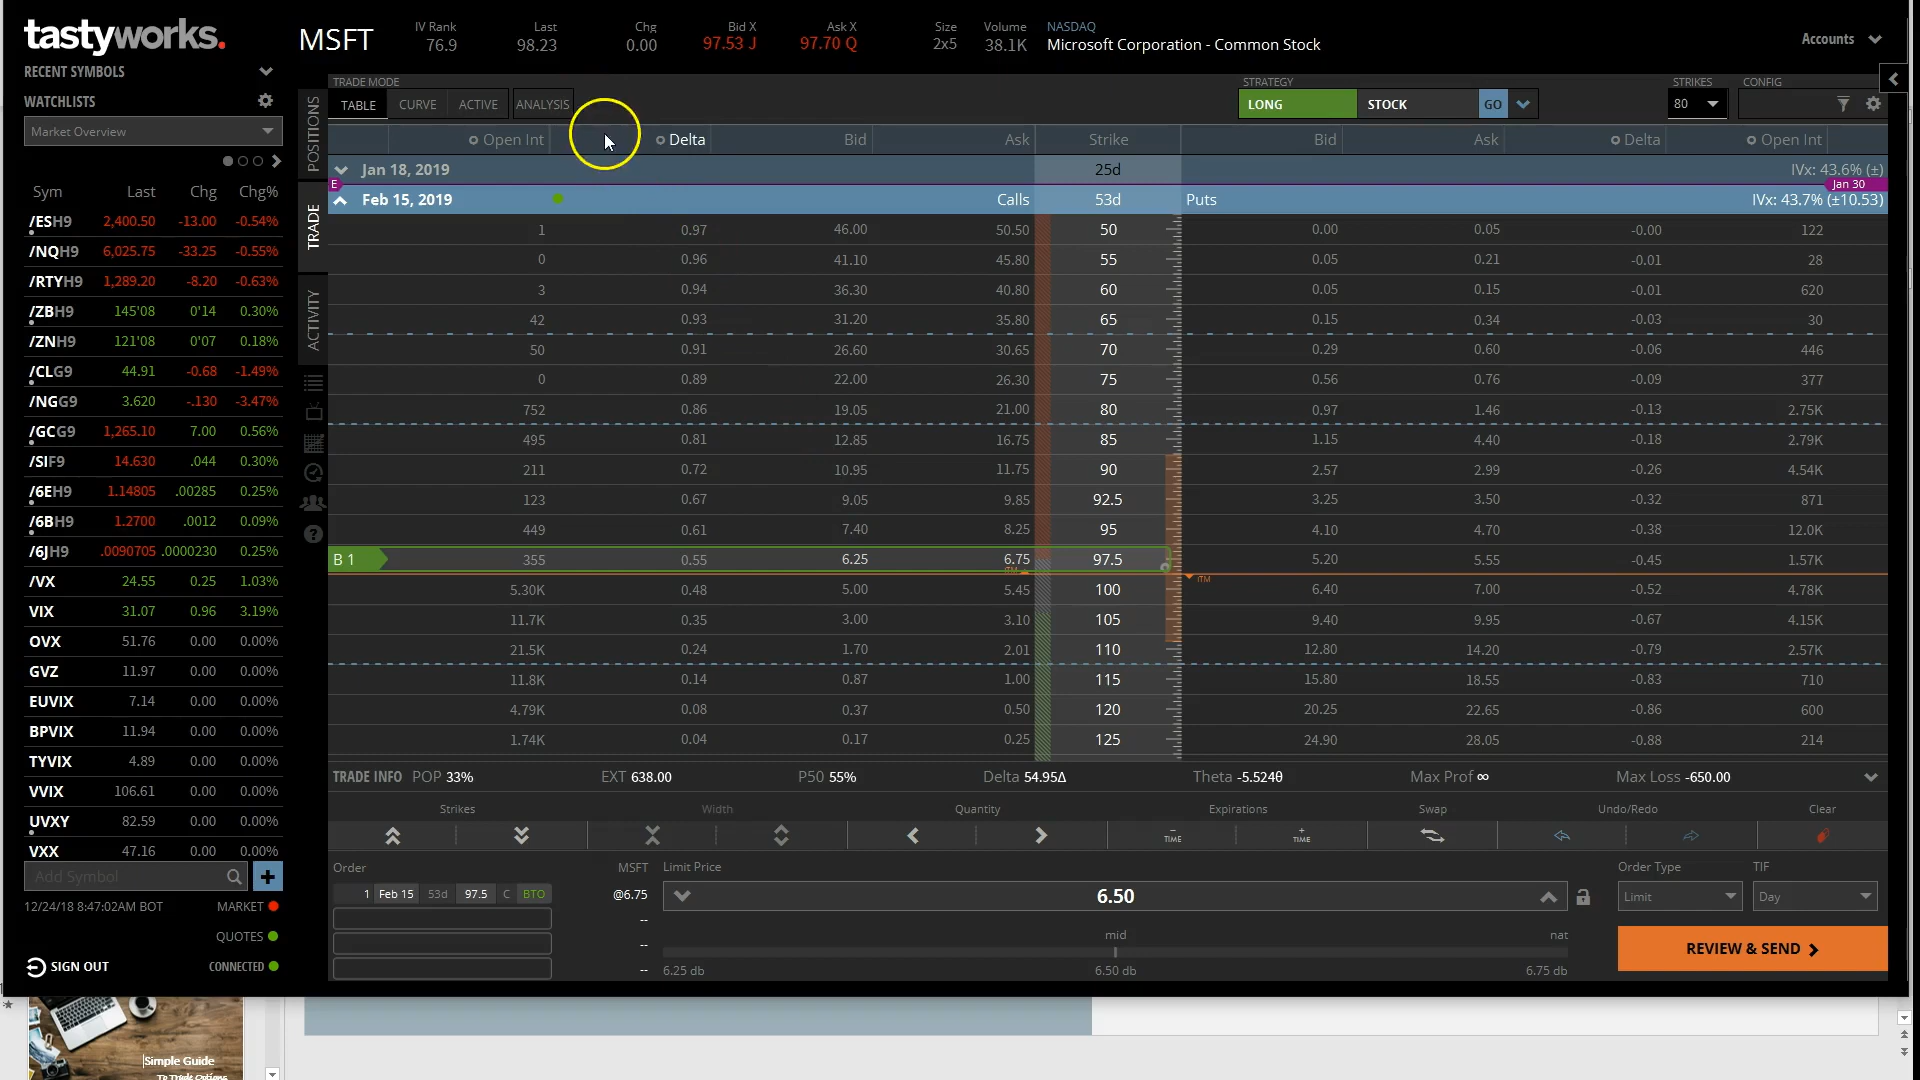 tastyworks.
MSFT
IV Rank
76.9
Last
98.23
Chg
0.00
Bid X
97.53 J
Ask X
97.70 Q
Size
2x5
Volume
38.1K
NASDAQ
Microsoft Corporation - Common Stock
Accounts
RECENT SYMBOLS
WATCHLISTS
Market Overview
Sym Last Chg Chg%
/ESH9 2,400.50 -13.00 -0.54%
/NQH9 6,025.75 -33.25 -0.55%
/RTYH9 1,289.20 -8.20 -0.63%
/ZBH9 145'08 0'14 0.30%
/ZNH9 121'08 0'07 0.18%
/CLG9 44.91 -0.68 -1.49%
/NGG9 3.620 -.130 -3.47%
/GCG9 1,265.10 7.00 0.56%
/SIF9 14.630 .044 0.30%
/6EH9 1.14805 .00285 0.25%
/6BH9 1.2700 .0012 0.09%
/6JH9 .0090705 .0000230 0.25%
/VX 24.55 0.25 1.03%
VIX 31.07 0.96 3.19%
OVX 51.76 0.00 0.00%
GVZ 11.97 0.00 0.00%
EUVIX 7.14 0.00 0.00%
BPVIX 11.94 0.00 0.00%
TYVIX 4.89 0.00 0.00%
VVIX 106.61 0.00 0.00%
UVXY 82.59 0.00 0.00%
VXX 47.16 0.00 0.00%
Add Symbol
12/24/18 8:47:02AM BOT MARKET
QUOTES
SIGN OUT CONNECTED
POSITIONS
TRADE
ACTIVITY
TRADE MODE
TABLE CURVE ACTIVE ANALYSIS
STRATEGY
LONG STOCK GO
STRIKES
80
CONFIG
Open Int Delta Bid Ask Strike Bid Ask Delta Open Int
Jan 18, 2019 25d IVx: 43.6% (±)
E Jan 30
Feb 15, 2019 Calls 53d Puts IVx: 43.7% (±10.53)
1 0.97 46.00 50.50 50 0.00 0.05 -0.00 122
0 0.96 41.10 45.80 55 0.05 0.21 -0.01 28
3 0.94 36.30 40.80 60 0.05 0.15 -0.01 620
42 0.93 31.20 35.80 65 0.15 0.34 -0.03 30
50 0.91 26.60 30.65 70 0.29 0.60 -0.06 446
0 0.89 22.00 26.30 75 0.56 0.76 -0.09 377
752 0.86 19.05 21.00 80 0.97 1.46 -0.13 2.75K
495 0.81 12.85 16.75 85 1.15 4.40 -0.18 2.79K
211 0.72 10.95 11.75 90 2.57 2.99 -0.26 4.54K
123 0.67 9.05 9.85 92.5 3.25 3.50 -0.32 871
449 0.61 7.40 8.25 95 4.10 4.70 -0.38 12.0K
B 1 355 0.55 6.25 6.75 97.5 5.20 5.55 -0.45 1.57K
ITM ITM
5.30K 0.48 5.00 5.45 100 6.40 7.00 -0.52 4.78K
11.7K 0.35 3.00 3.10 105 9.40 9.95 -0.67 4.15K
21.5K 0.24 1.70 2.01 110 12.80 14.20 -0.79 2.57K
11.8K 0.14 0.87 1.00 115 15.80 18.55 -0.83 710
4.79K 0.08 0.37 0.50 120 20.25 22.65 -0.86 600
1.74K 0.04 0.17 0.25 125 24.90 28.05 -0.88 214
TRADE INFO POP 33% EXT 638.00 P50 55% Delta 54.95Δ Theta -5.524θ Max Prof ∞ Max Loss -650.00
Strikes Width Quantity Expirations Swap Undo/Redo Clear
− TIME + TIME
Order MSFT Limit Price Order Type TIF
1 Feb 15 53d 97.5 C BTO @6.75 6.50 Limit Day
--
--
--
mid nat
6.25 db 6.50 db 6.75 db
REVIEW & SEND
Simple Guide
To Trade Options